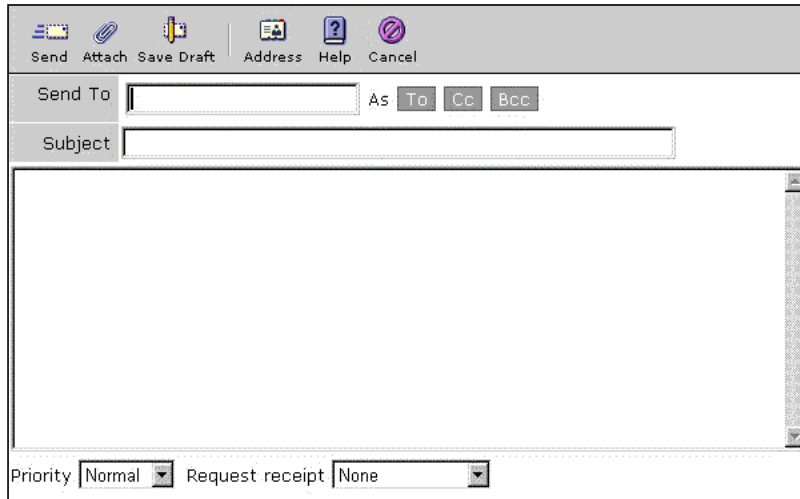 Send Attach Save Draft Address Help Cancel
Send To As To Cc Bcc
Subject
Priority Normal Request receipt None